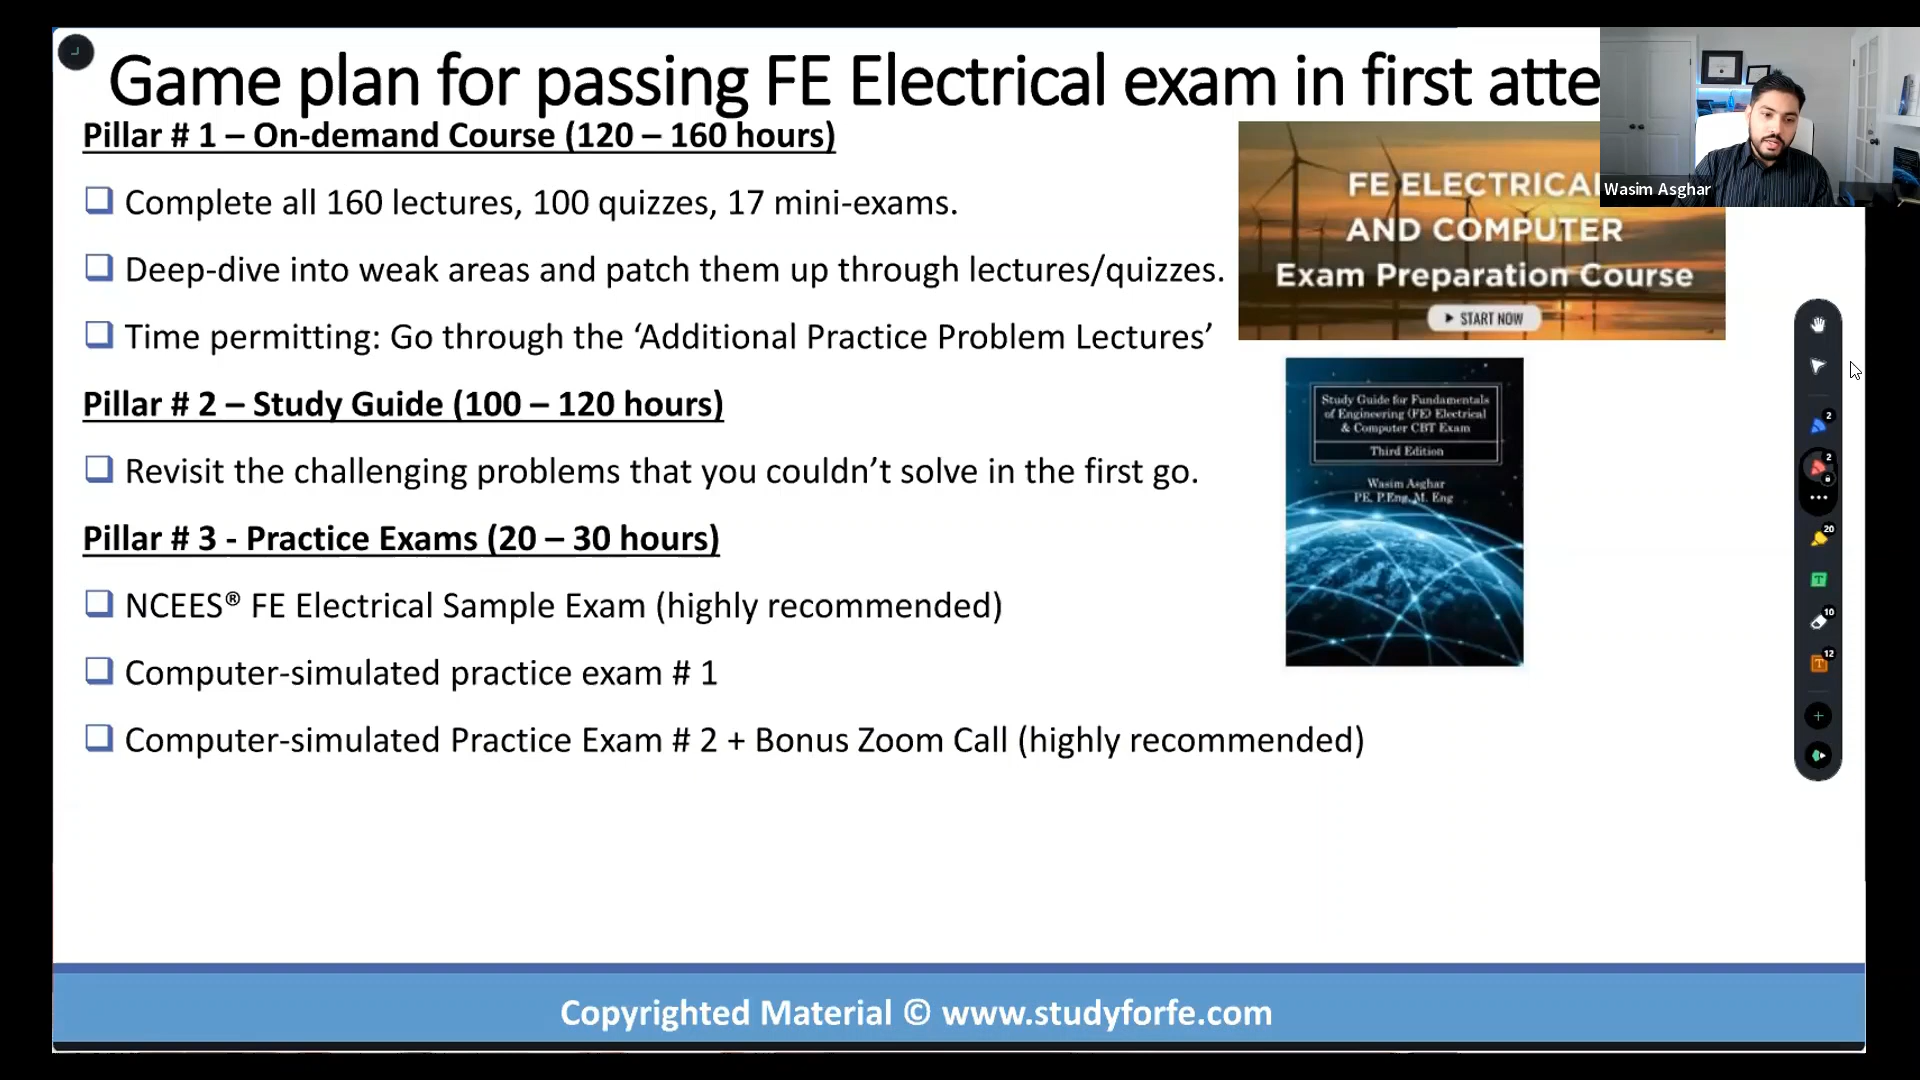 Game plan for passing FE Electrical exam in first atte
Pillar # 1 – On-demand Course (120 – 160 hours)
❑ Complete all 160 lectures, 100 quizzes, 17 mini-exams.
❑ Deep-dive into weak areas and patch them up through lectures/quizzes.
❑ Time permitting: Go through the ‘Additional Practice Problem Lectures’
Pillar # 2 – Study Guide (100 – 120 hours)
❑ Revisit the challenging problems that you couldn’t solve in the first go.
Pillar # 3 - Practice Exams (20 – 30 hours)
❑ NCEES® FE Electrical Sample Exam (highly recommended)
❑ Computer-simulated practice exam # 1
❑ Computer-simulated Practice Exam # 2 + Bonus Zoom Call (highly recommended)
FE ELECTRICA
AND COMPUTER
Exam Preparation Course
START NOW
Wasim Asghar
Study Guide for Fundamentals
of Engineering (FE) Electrical
& Computer CBT Exam
Third Edition
Wasim Asghar
PE, P.Eng, M. Eng
2
2
20
T
10
T
12
Copyrighted Material © www.studyforfe.com